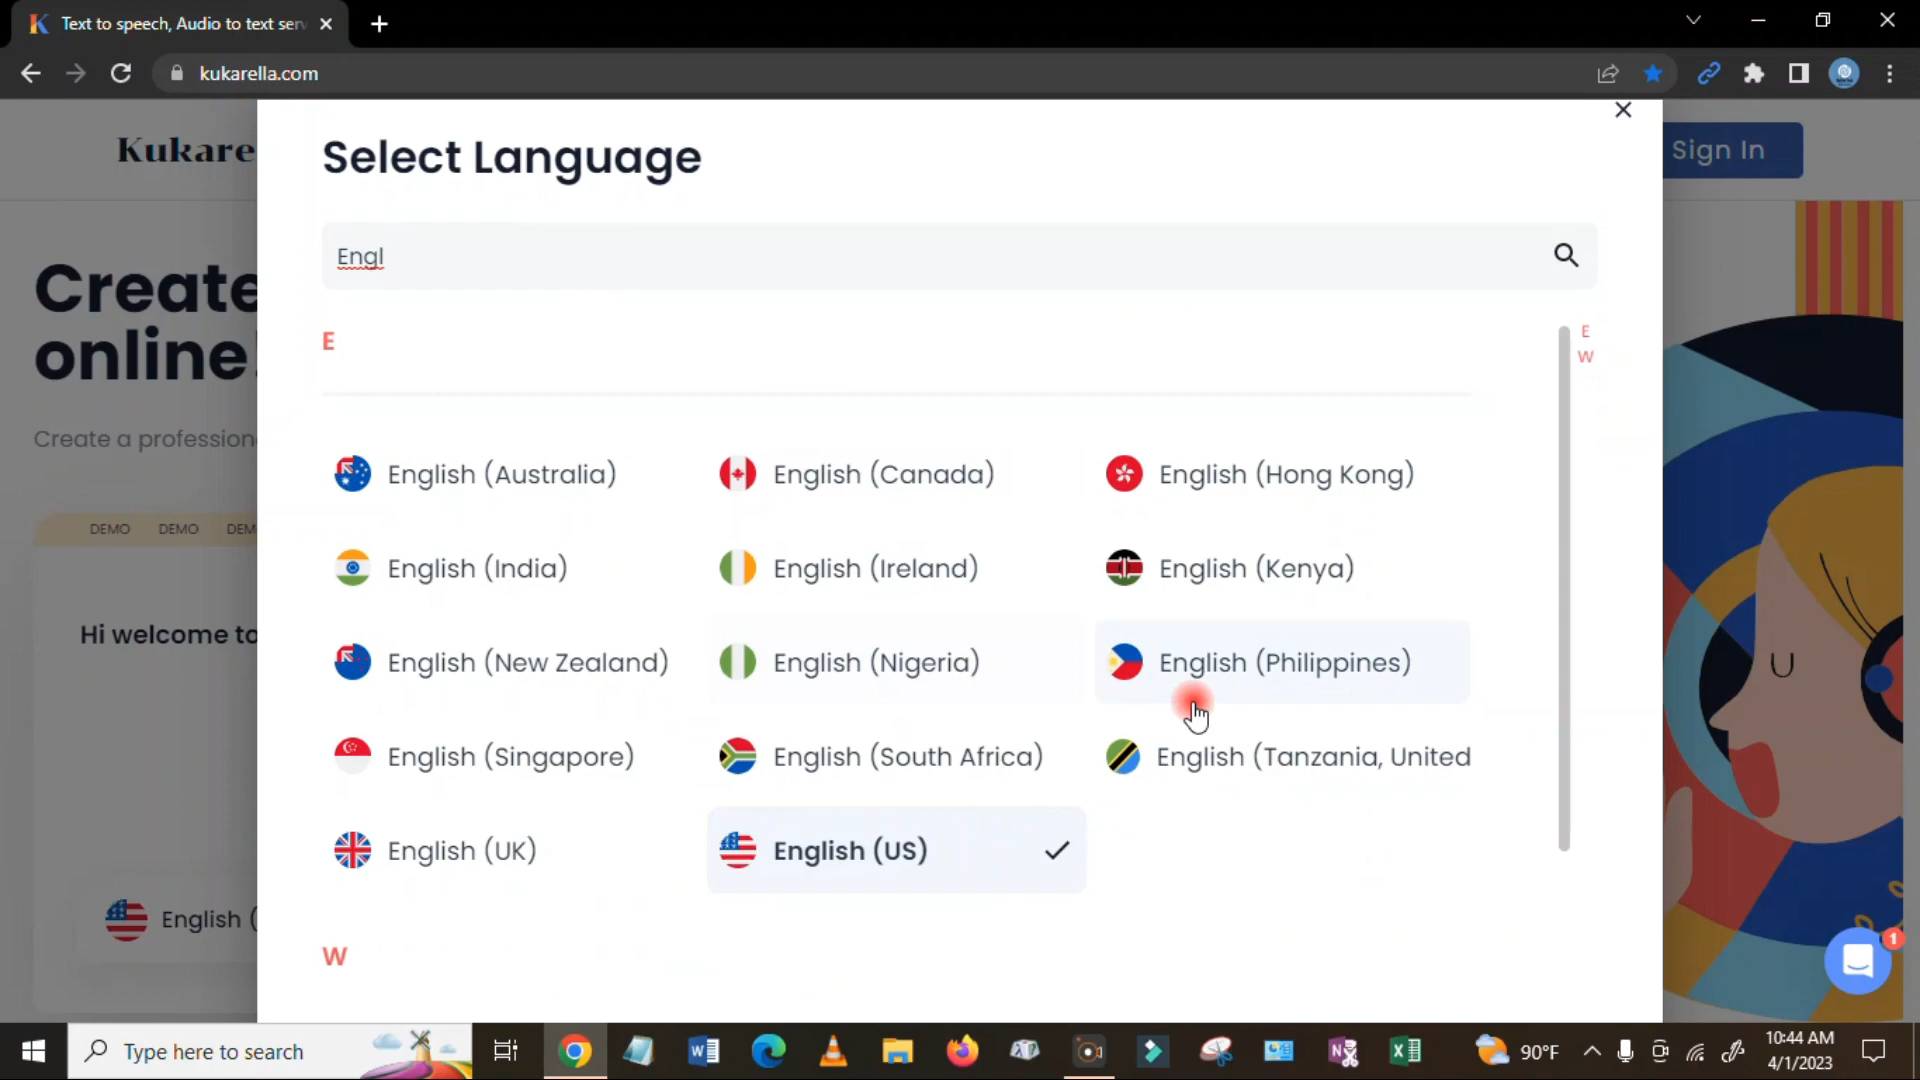 Text to speech, Audio to text serv
kukarella.com
Kukare
Sign In
Select Language
Engl
Create
online!
Create a profession
DEMO DEMO DEM
Hi welcome to
English (
E
E
W
English (Australia)
English (Canada)
English (Hong Kong)
English (India)
English (Ireland)
English (Kenya)
English (New Zealand)
English (Nigeria)
English (Philippines)
English (Singapore)
English (South Africa)
English (Tanzania, United
English (UK)
English (US)
W
1
Type here to search
90°F
10:44 AM
4/1/2023